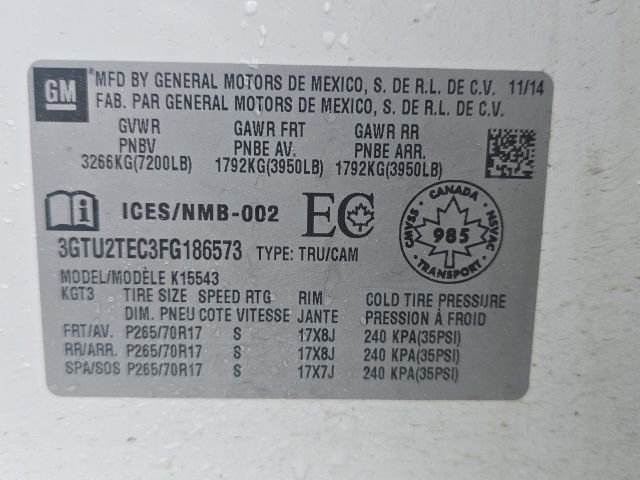 GM
®MFD BY GENERAL MOTORS DE MEXICO, S. DE R.L. DE C.V. 11/14
FAB. PAR GENERAL MOTORS DE MEXICO, S. DE R.L. DE C.V.
GVWR GAWR FRT GAWR RR
PNBV PNBE AV. PNBE ARR.
3266KG(7200LB) 1792KG(3950LB) 1792KG(3950LB)
i ICES/NMB-002 EC
CANADA
CMVSS NSVAC
985
TRANSPORT
3GTU2TEC3FG186573 TYPE: TRU/CAM
MODEL/MODÈLE K15543
KGT3 TIRE SIZE SPEED RTG RIM COLD TIRE PRESSURE
DIM. PNEU COTE VITESSE JANTE PRESSION À FROID
FRT/AV. P265/70R17 S 17X8J 240 KPA(35PSI)
RR/ARR. P265/70R17 S 17X8J 240 KPA(35PSI)
SPA/SOS P265/70R17 S 17X7J 240 KPA(35PSI)